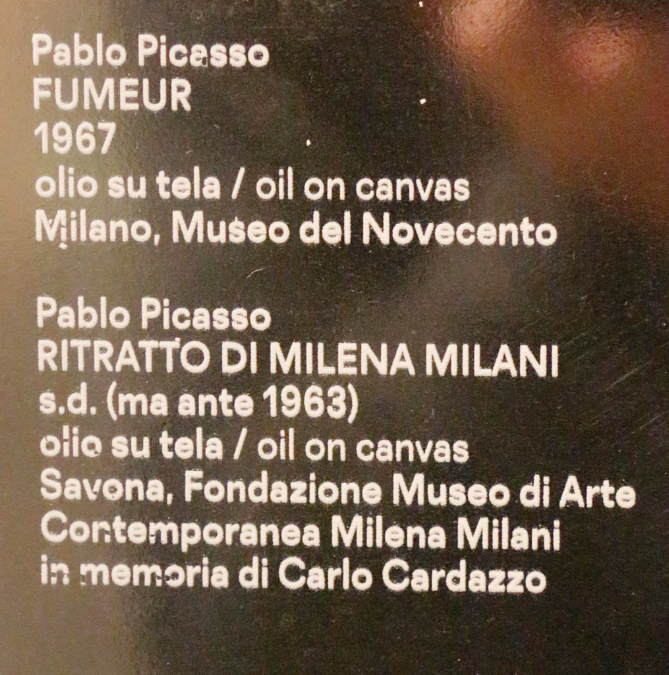 Pablo Picasso
FUMEUR
1967
olio su tela / oil on canvas
Milano, Museo del Novecento
Pablo Picasso
RITRATTO DI MILENA MILANI
s.d. (ma ante 1963)
olio su tela / oil on canvas
Savona, Fondazione Museo di Arte
Contemporanea Milena Milani
in memoria di Carlo Cardazzo